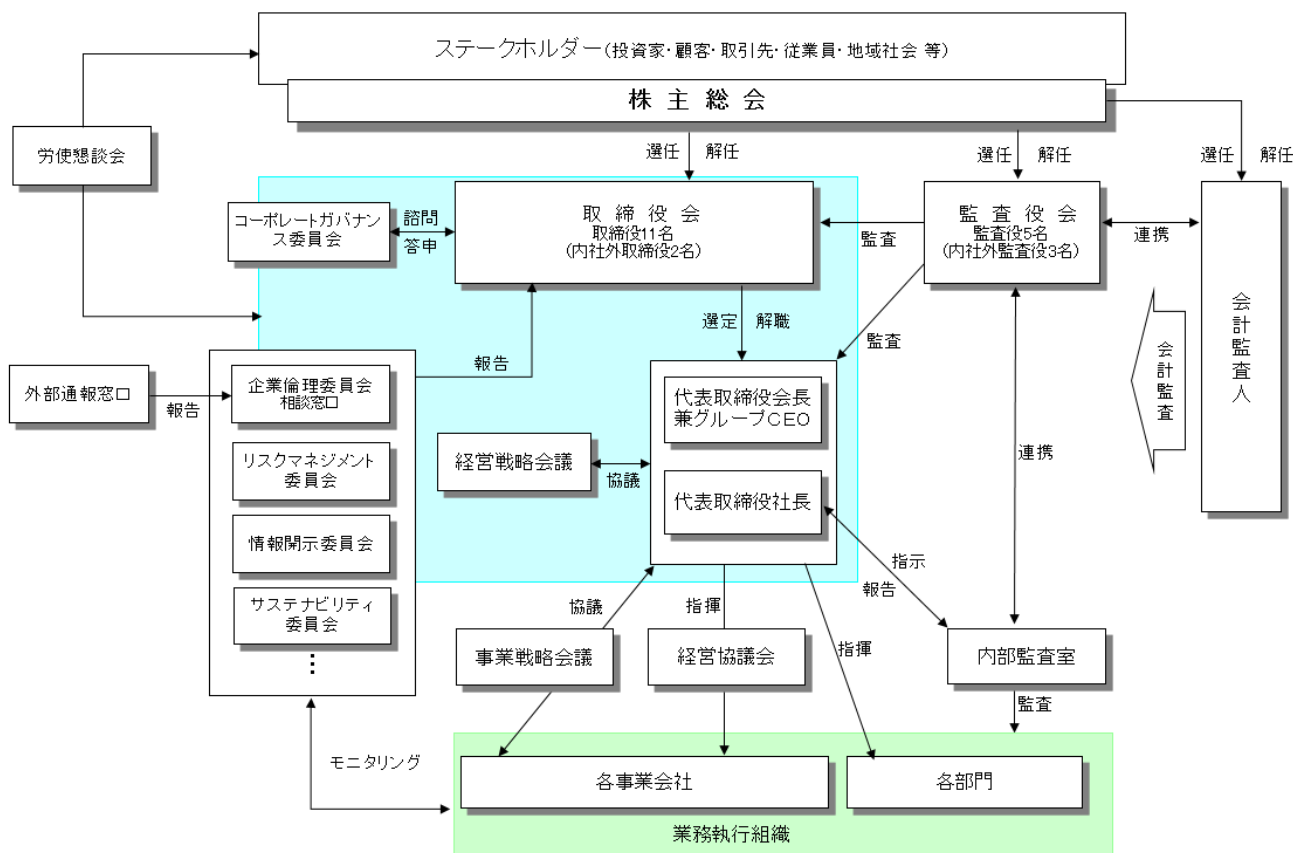 ステークホルダー(投資家・顧客・取引先・従業員・地域社会 等)
株主総会
労使懇談会
選任 解任
選任 解任
選任 解任
コーポレートガバナン
ス委員会
諮問
答申
取締役会
取締役11名
(内社外取締役2名)
監査
監査役会
監査役5名
(内社外監査役3名)
連携
会計監査人
会計監査
選定 解職
監査
報告
外部通報窓口
報告
企業倫理委員会
相談窓口
リスクマネジメント
委員会
情報開示委員会
サステナビリティ
委員会
⋮
代表取締役会長
兼グループCEO
経営戦略会議
協議
代表取締役社長
連携
指示
報告
協議
指揮
指揮
事業戦略会議
経営協議会
内部監査室
監査
モニタリング
各事業会社
各部門
業務執行組織